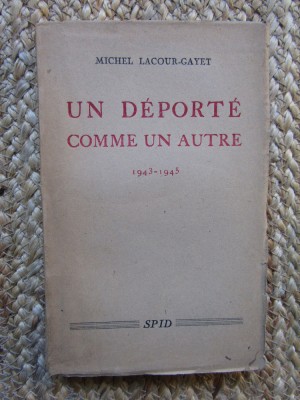 MICHEL LACOUR-GAYET
UN DÉPORTÉ
COMME UN AUTRE
1943-1945
SPID